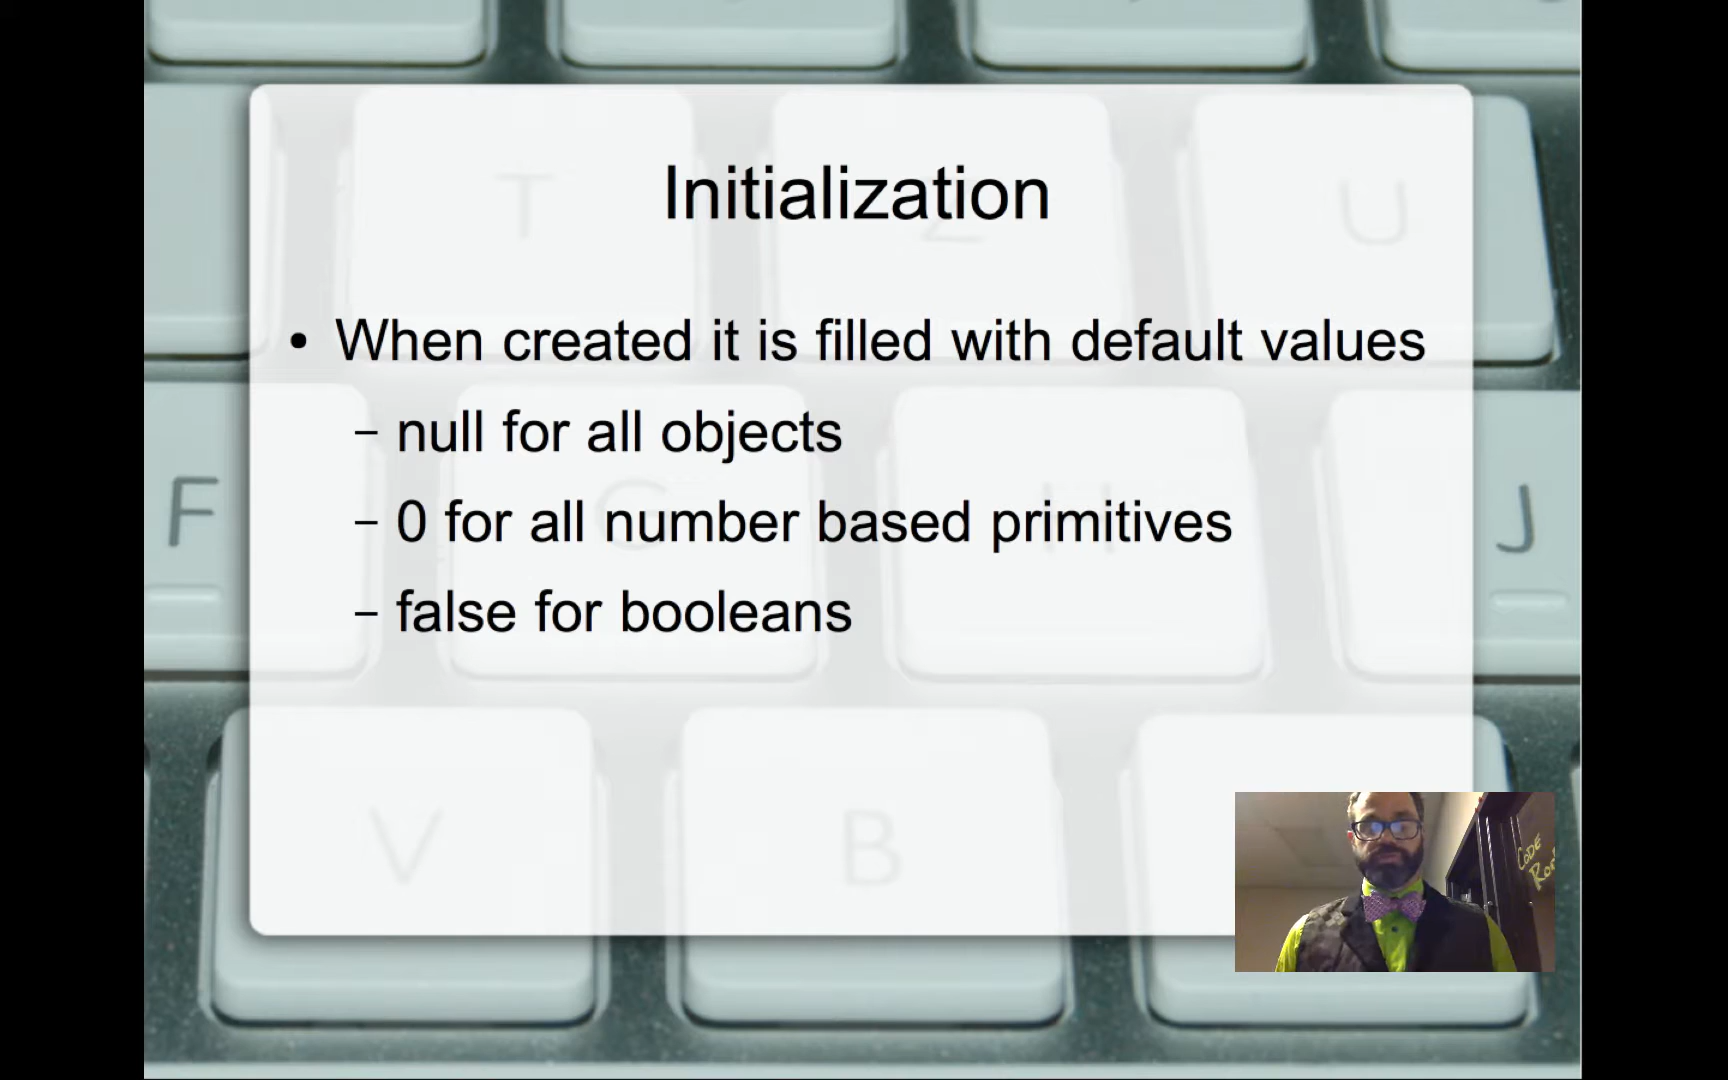 Initialization
• When created it is filled with default values
– null for all objects
– 0 for all number based primitives
– false for booleans
T
Z
U
F
G
H
J
V
B
CODE